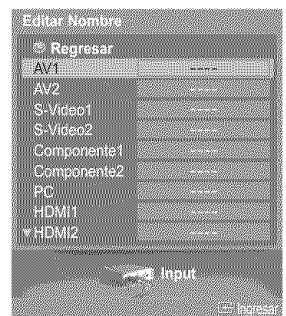 Editar Nombre
Regresar
AV1 ----
AV2 ----
S-Video1 ----
S-Video2 ----
Componente1 ----
Componente2 ----
PC ----
HDMI1 ----
▼HDMI2 ----
Input
Ingresar